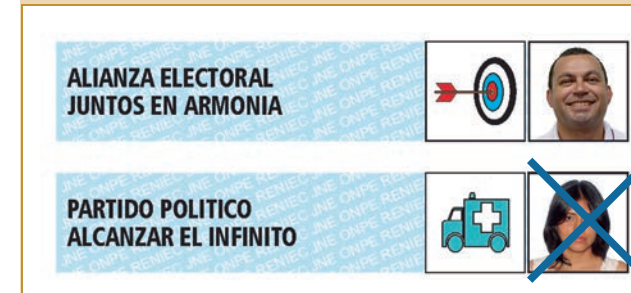 ALIANZA ELECTORAL
JUNTOS EN ARMONIA
PARTIDO POLITICO
ALCANZAR EL INFINITO